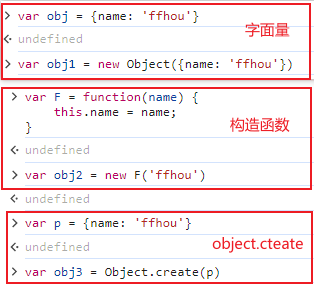 var obj = {name: 'ffhou'}
undefined
字面量
var obj1 = new Object({name: 'ffhou'})
var F = function(name) {
this.name = name;
}
构造函数
undefined
var obj2 = new F('ffhou')
undefined
var p = {name: 'ffhou'}
undefined
object.cteate
var obj3 = Object.create(p)